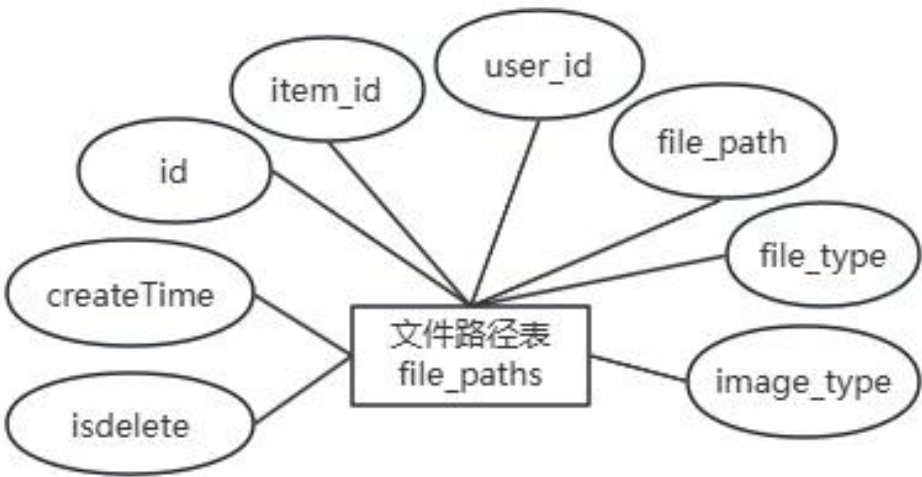 user_id
item_id
file_path
id
file_type
createTime
文件路径表
file_paths
image_type
isdelete